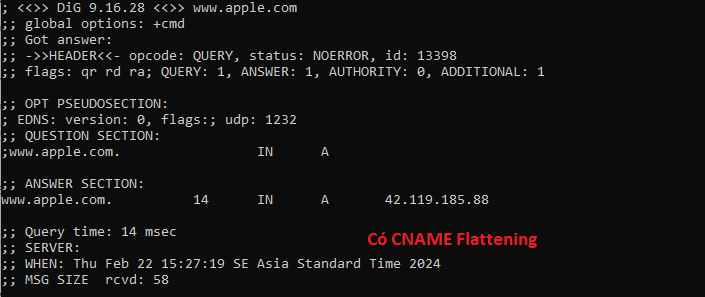 ; <<>> DiG 9.16.28 <<>> www.apple.com
;; global options: +cmd
;; Got answer:
;; ->>HEADER<<- opcode: QUERY, status: NOERROR, id: 13398
;; flags: qr rd ra; QUERY: 1, ANSWER: 1, AUTHORITY: 0, ADDITIONAL: 1
;; OPT PSEUDOSECTION:
; EDNS: version: 0, flags:; udp: 1232
;; QUESTION SECTION:
;www.apple.com. IN A
;; ANSWER SECTION:
www.apple.com. 14 IN A 42.119.185.88
;; Query time: 14 msec
Có CNAME Flattening
;; SERVER:
;; WHEN: Thu Feb 22 15:27:19 SE Asia Standard Time 2024
;; MSG SIZE rcvd: 58